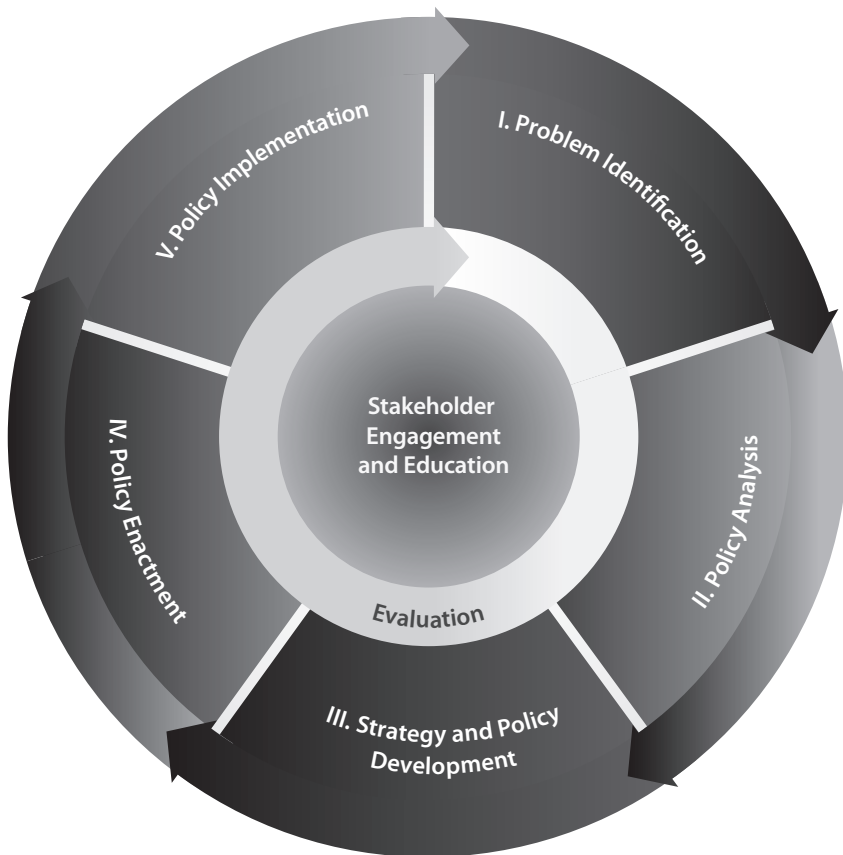 I. Problem Identification
II. Policy Analysis
III. Strategy and Policy
Development
IV. Policy Enactment
V. Policy Implementation
Stakeholder
Engagement
and Education
Evaluation